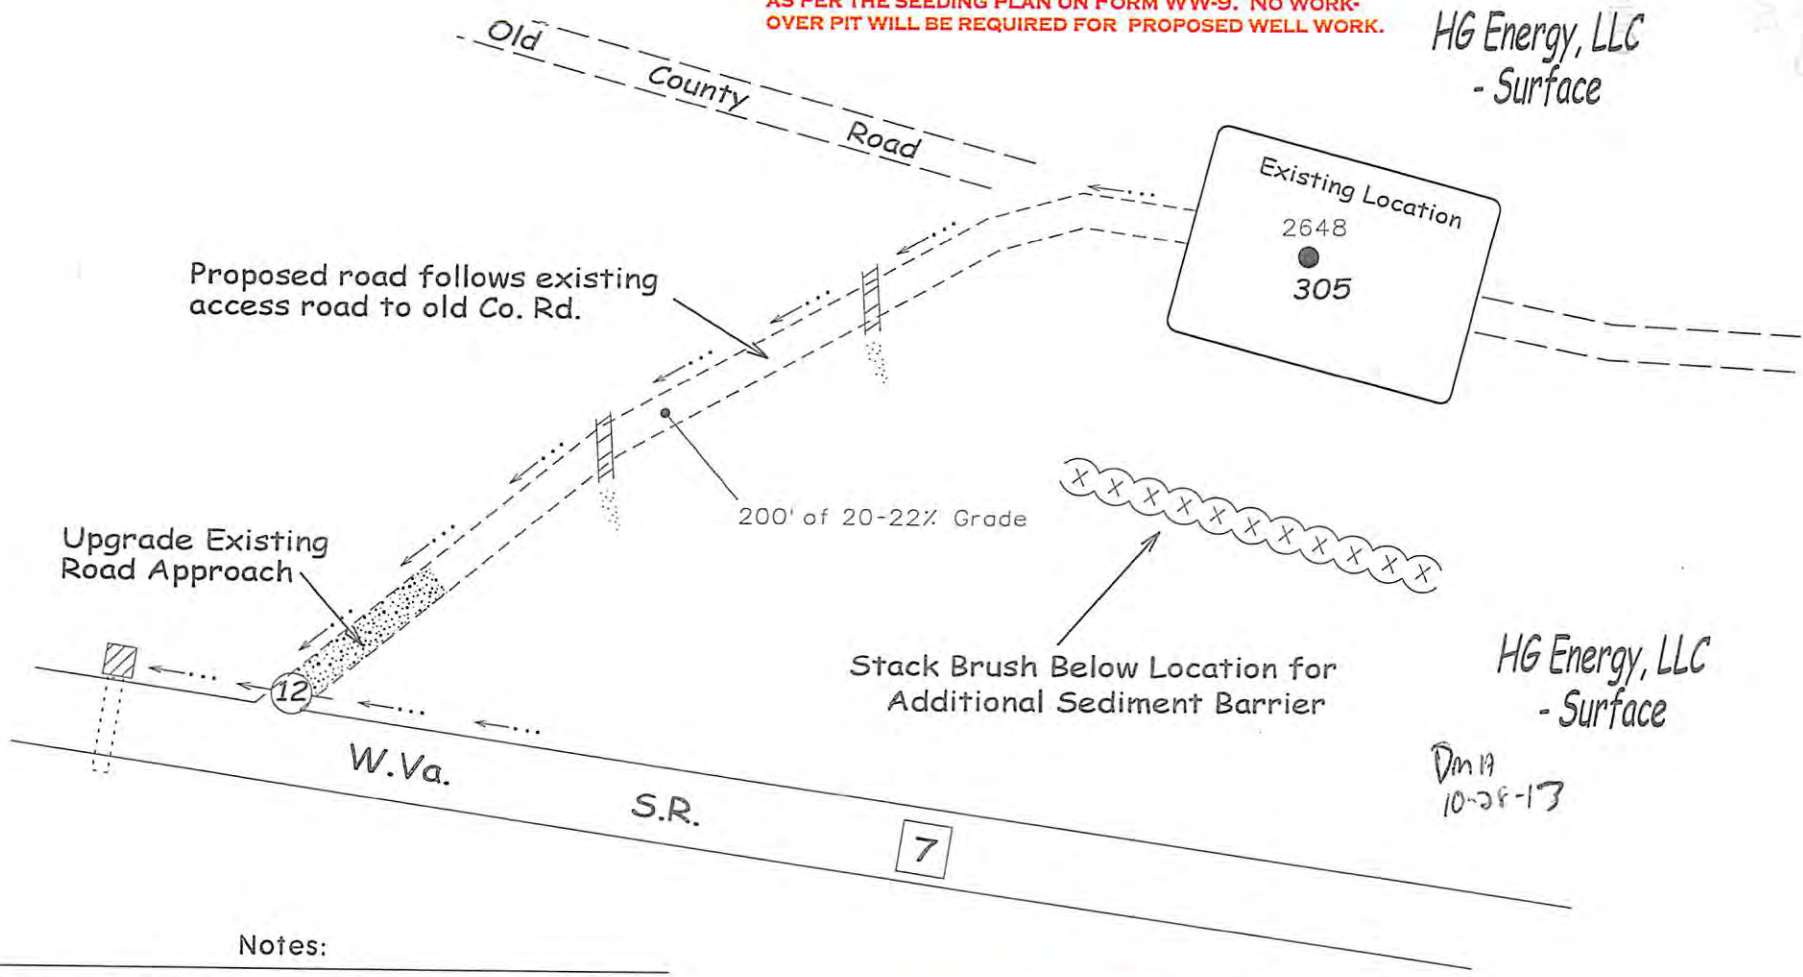 AS PER THE SEEDING PLAN ON FORM WW-9. NO WORK-
OVER PIT WILL BE REQUIRED FOR PROPOSED WELL WORK.
HG Energy, LLC
- Surface
Old County Road
Existing Location
2648
305
Proposed road follows existing
access road to old Co. Rd.
200' of 20-22% Grade
Upgrade Existing
Road Approach
12
Stack Brush Below Location for
Additional Sediment Barrier
HG Energy, LLC
- Surface
10-28-13
W.Va. S.R. 7
Notes: